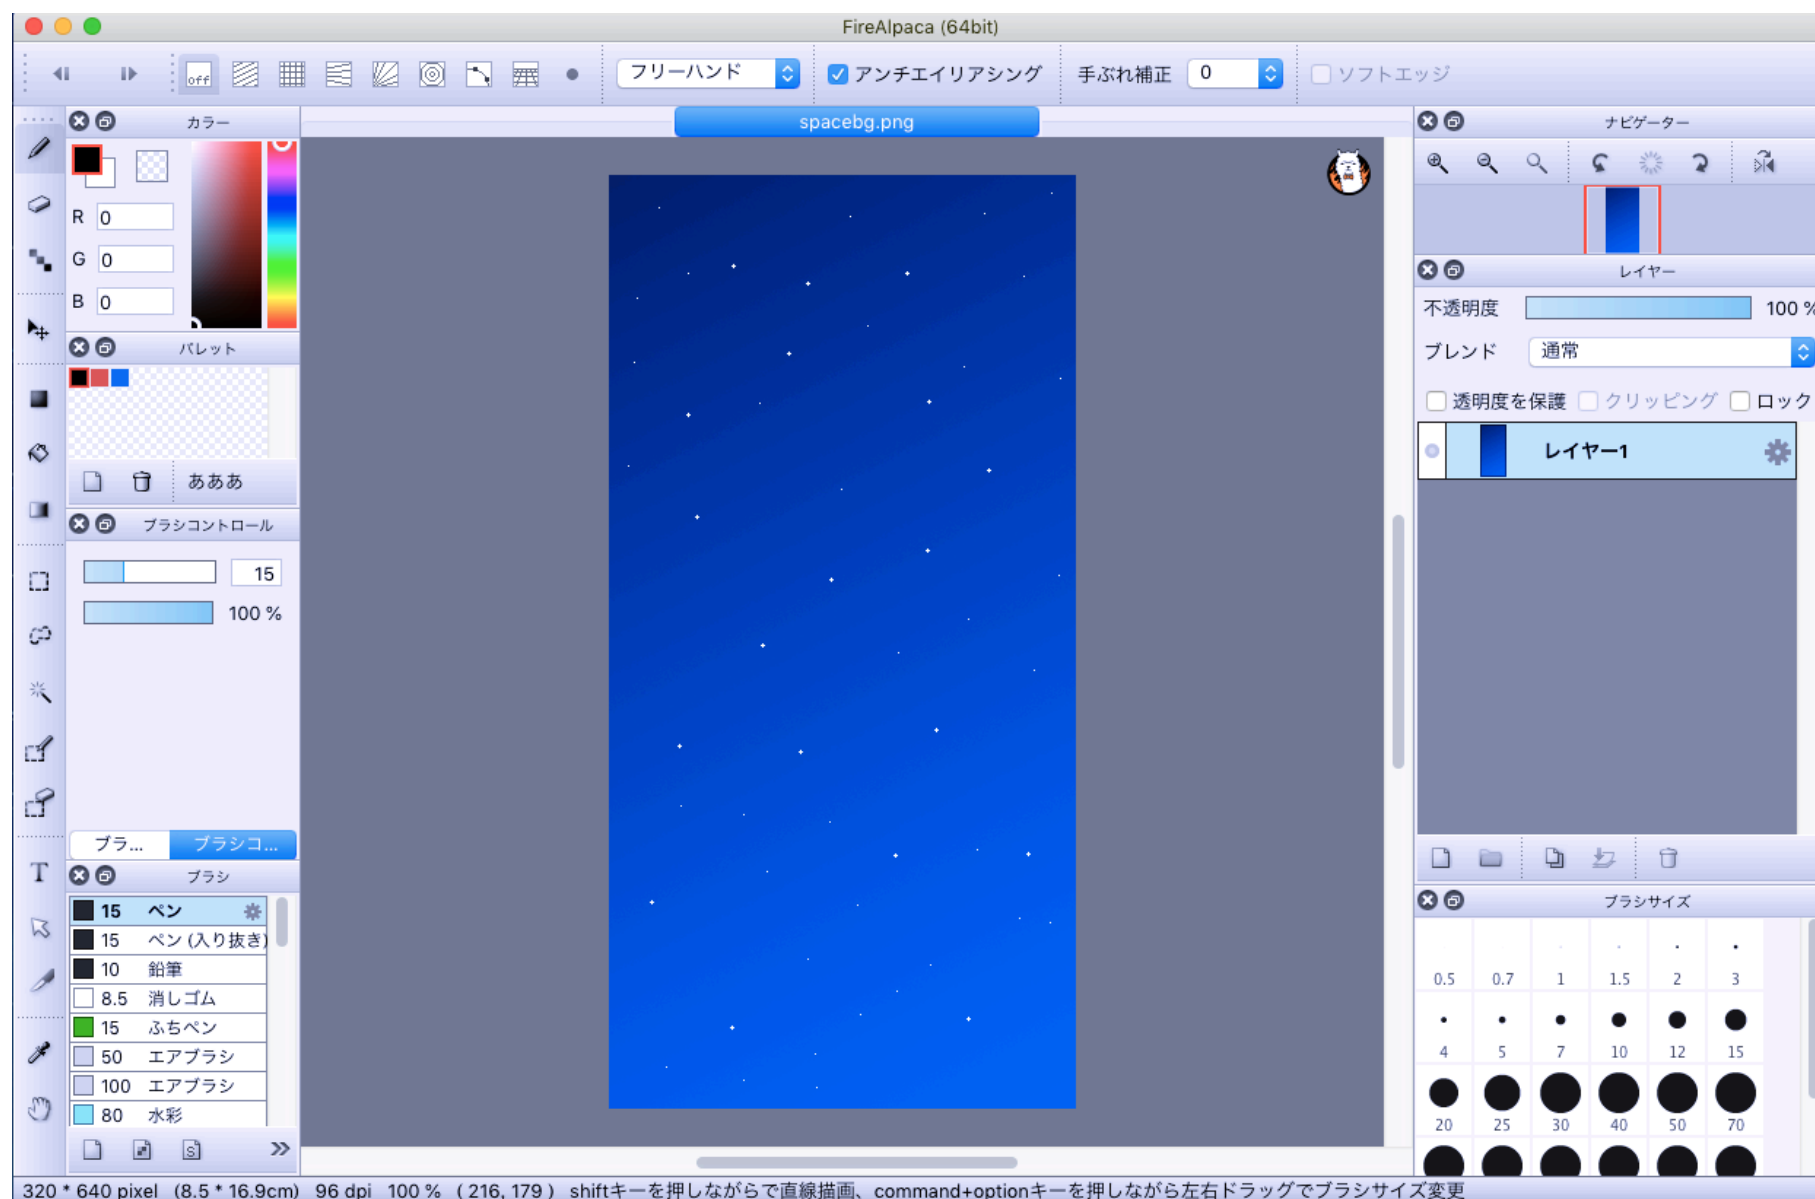 FireAlpaca (64bit)
off
フリーハンド
アンチエイリアシング
手ぶれ補正
0
ソフトエッジ
カラー
R 0
G 0
B 0
パレット
あああ
ブラシコントロール
15
100 %
ブラ...
ブラシコ...
ブラシ
15 ペン
15 ペン (入り抜き)
10 鉛筆
8.5 消しゴム
15 ふちペン
50 エアブラシ
100 エアブラシ
80 水彩
T
S
spacebg.png
ナビゲーター
レイヤー
不透明度 100 %
ブレンド 通常
透明度を保護 クリッピング ロック
レイヤー1
ブラシサイズ
0.5 0.7 1 1.5 2 3
4 5 7 10 12 15
20 25 30 40 50 70
320 * 640 pixel (8.5 * 16.9cm) 96 dpi 100 % ( 216, 179 ) shiftキーを押しながらで直線描画、command+optionキーを押しながら左右ドラッグでブラシサイズ変更